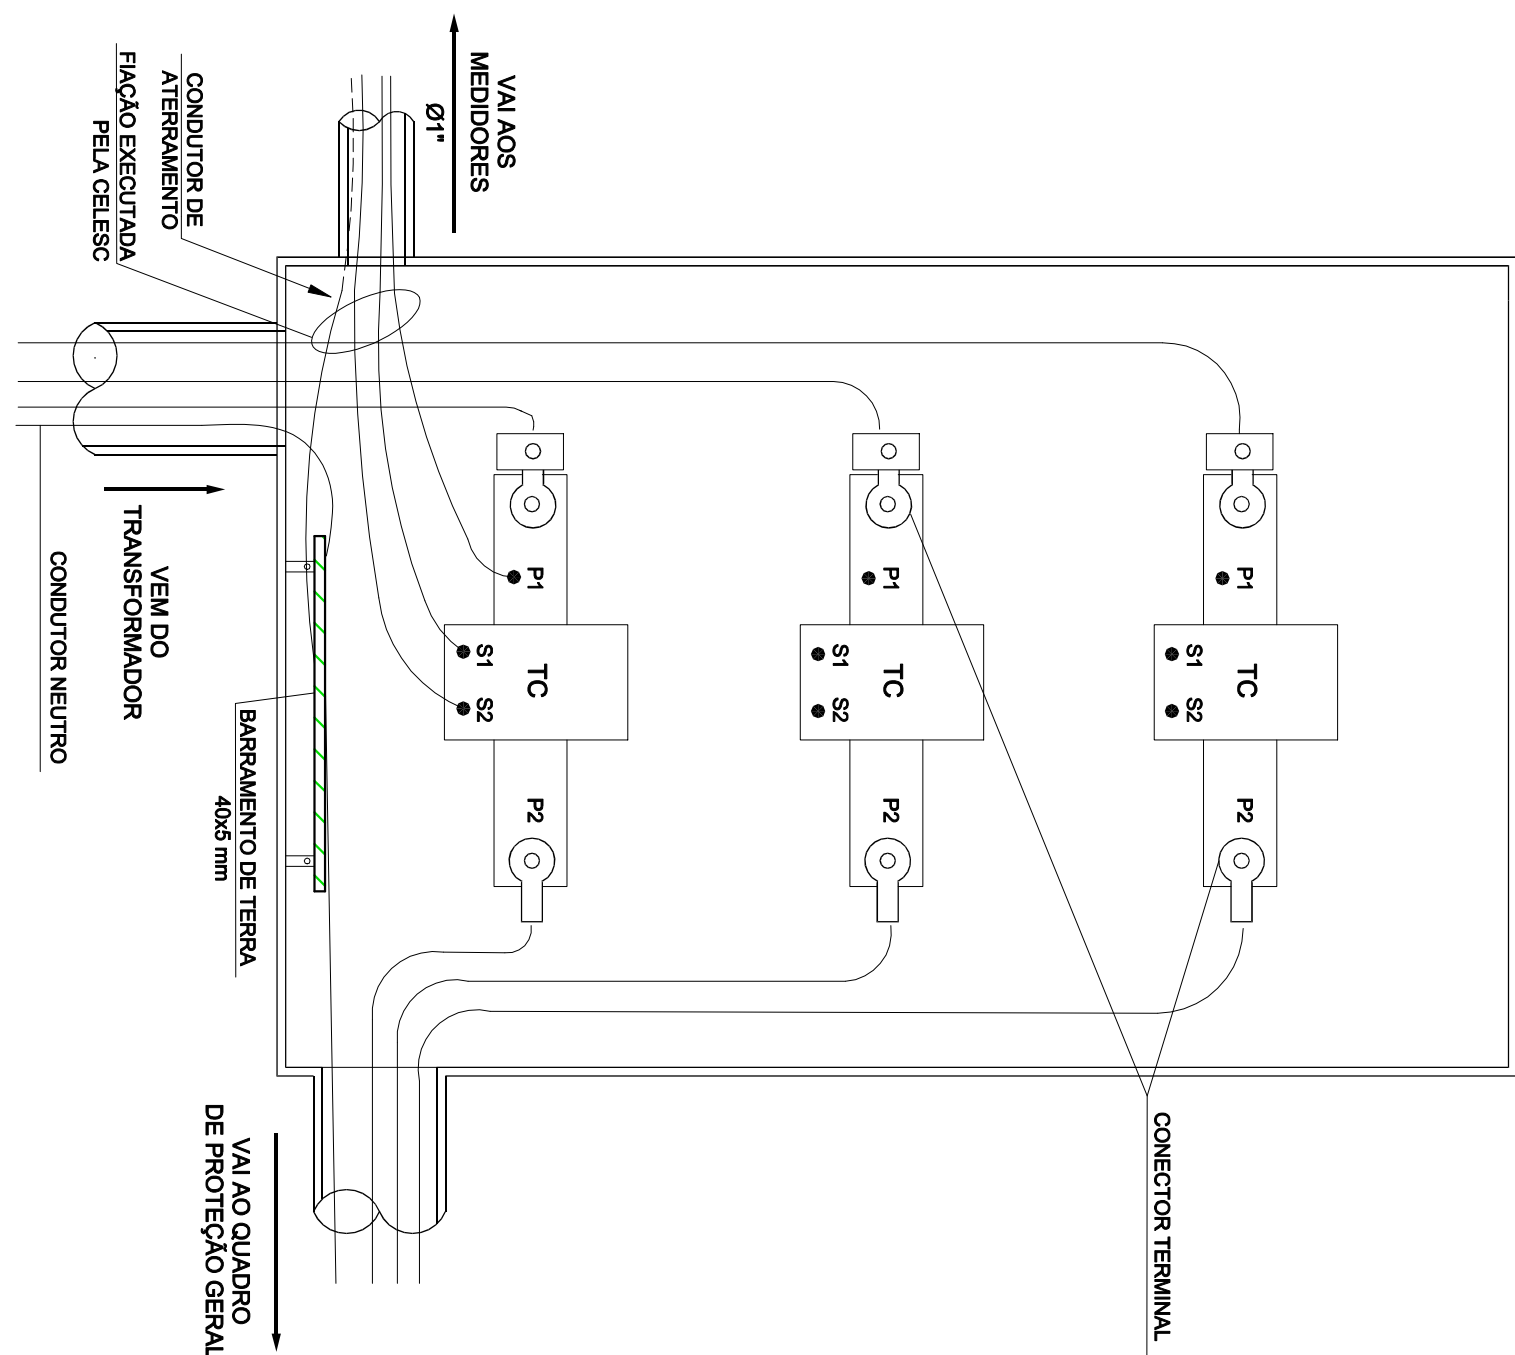 VAI AOS
MEDIDORES
Ø1"
CONDUTOR DE
ATERRAMENTO
FIAÇÃO EXECUTADA
PELA CELESC
VEM DO
TRANSFORMADOR
CONDUTOR NEUTRO
BARRAMENTO DE TERRA
40x5 mm
P1
S1
S2
TC
P2
P1
S1
S2
TC
P2
P1
S1
S2
TC
P2
CONECTOR TERMINAL
VAI AO QUADRO
DE PROTEÇÃO GERAL